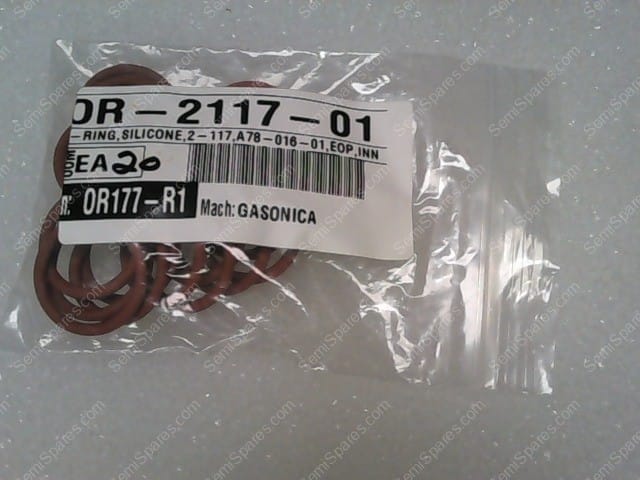 OR-2117-01
-RING,SILICONE,2-117,A78-016-01,EOP,INN
UOM
EA 20
R: OR177-R1
Mach: GASONICA
SemiSpares.com